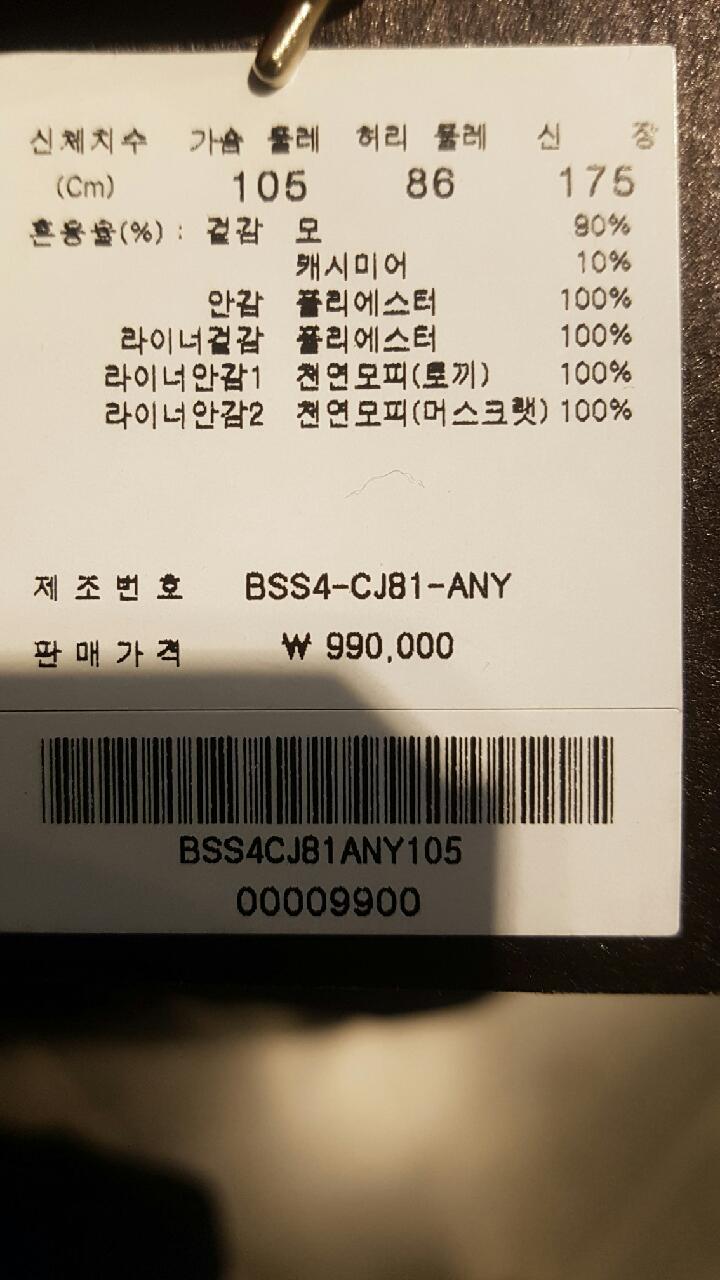 신체치수 가슴 둘레 허리 둘레 신 장
(Cm) 105 86 175
혼용율(%) : 겉감 모 90%
캐시미어 10%
안감 폴리에스터 100%
라이너겉감 폴리에스터 100%
라이너안감1 천연모피(토끼) 100%
라이너안감2 천연모피(머스크랫) 100%
제 조 번 호 BSS4-CJ81-ANY
판 매 가 격 ₩ 990,000
BSS4CJ81ANY105
00009900